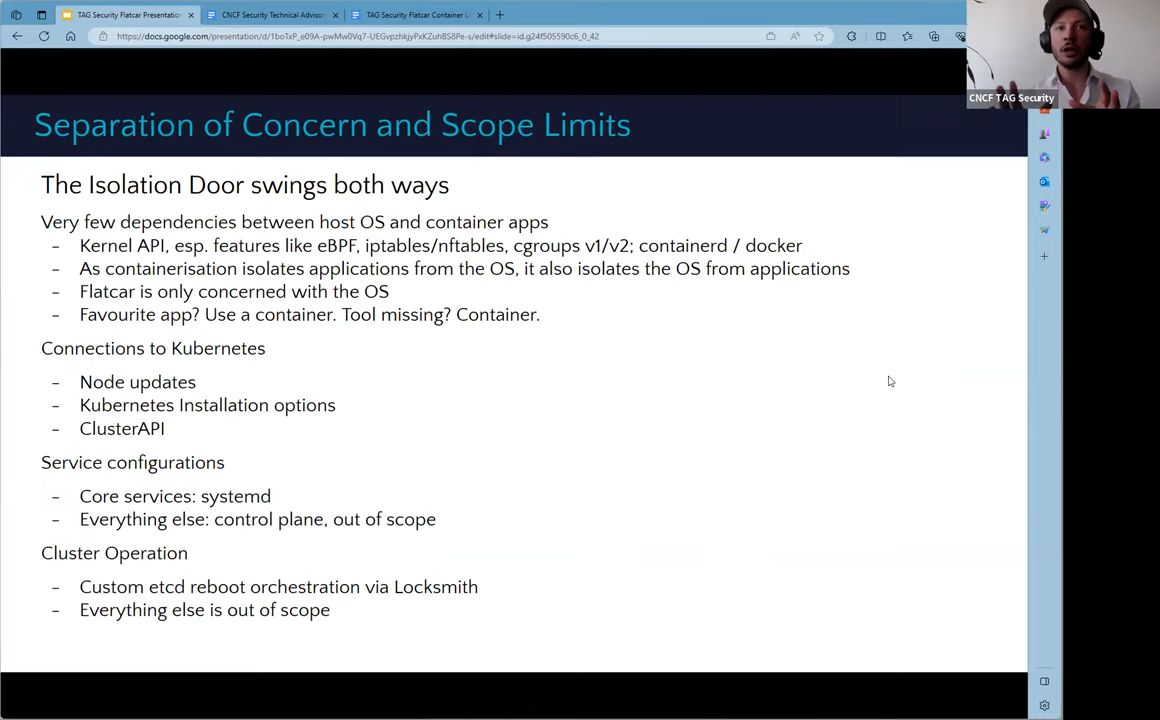 TAG Security Flatcar Presentation
CNCF Security Technical Advisor
TAG Security Flatcar Container Li
https://docs.google.com/presentation/d/1boTxP_e09A-pwMw0Vq7-UEGvpzhkjyPxKZuhBS8Pe-s/edit#slide=id.g24f505590c6_0_42
CNCF TAG Security
Separation of Concern and Scope Limits
The Isolation Door swings both ways
Very few dependencies between host OS and container apps
- Kernel API, esp. features like eBPF, iptables/nftables, cgroups v1/v2; containerd / docker
- As containerisation isolates applications from the OS, it also isolates the OS from applications
- Flatcar is only concerned with the OS
- Favourite app? Use a container. Tool missing? Container.
Connections to Kubernetes
- Node updates
- Kubernetes Installation options
- ClusterAPI
Service configurations
- Core services: systemd
- Everything else: control plane, out of scope
Cluster Operation
- Custom etcd reboot orchestration via Locksmith
- Everything else is out of scope